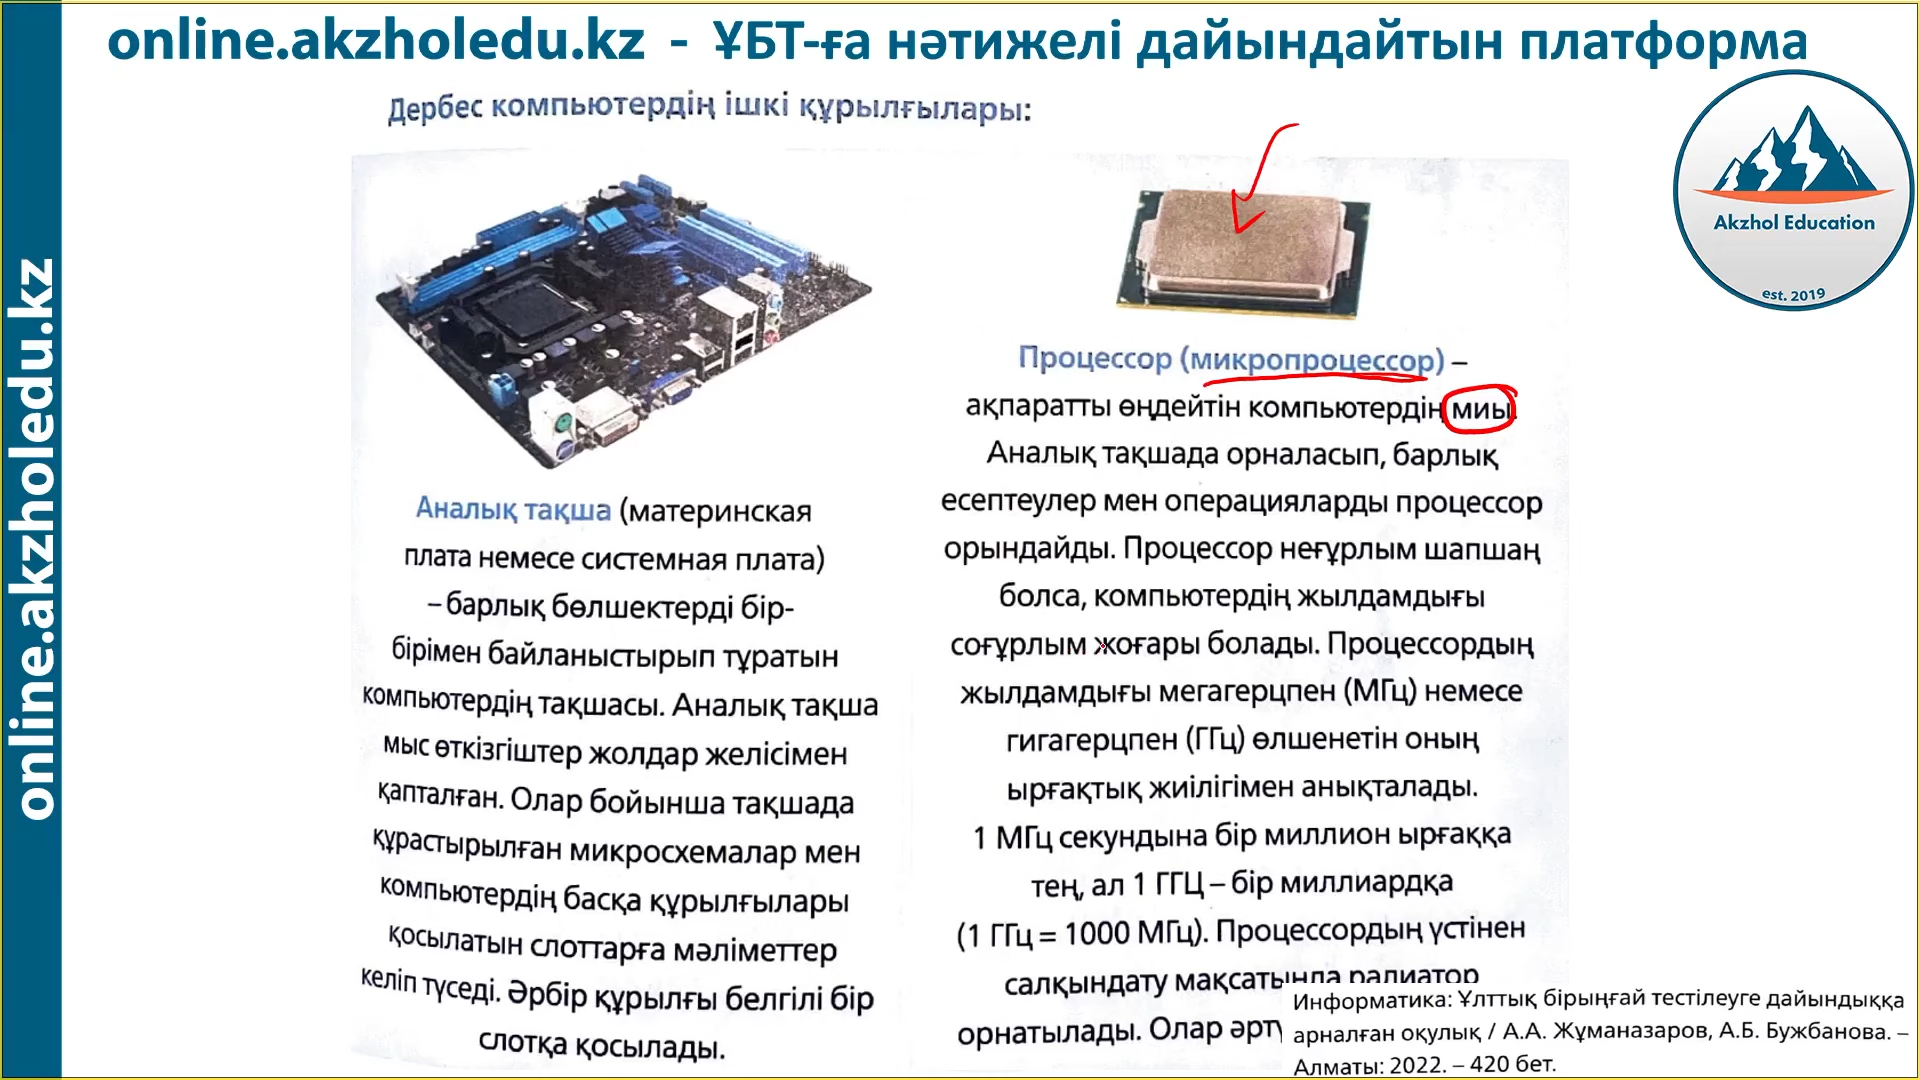 online.akzholedu.kz - ҰБТ-ға нәтижелі дайындайтын платформа
online.akzholedu.kz
Дербес компьютердің ішкі құрылғылары:
Akzhol Education
est. 2019
Аналық тақша (материнская
плата немесе системная плата)
– барлық бөлшектерді бір-
бірімен байланыстырып тұратын
компьютердің тақшасы. Аналық тақша
мыс өткізгіштер жолдар желісімен
қапталған. Олар бойынша тақшада
құрастырылған микросхемалар мен
компьютердің басқа құрылғылары
қосылатын слоттарға мәліметтер
келіп түседі. Әрбір құрылғы белгілі бір
слотқа қосылады.
Процессор (микропроцессор) –
ақпаратты өңдейтін компьютердің миы.
Аналық тақшада орналасып, барлық
есептеулер мен операцияларды процессор
орындайды. Процессор неғұрлым шапшаң
болса, компьютердің жылдамдығы
соғұрлым жоғары болады. Процессордың
жылдамдығы мегагерцпен (МГц) немесе
гигагерцпен (ГГц) өлшенетін оның
ырғақтық жиілігімен анықталады.
1 МГц секундына бір миллион ырғаққа
тең, ал 1 ГГЦ – бір миллиардқа
(1 ГГц = 1000 МГц). Процессордың үстінен
салқындату мақсатында радиатор
орнатылады. Олар
Информатика: Ұлттық бірыңғай тестілеуге дайындыққа
арналған оқулық / А.А. Жұманазаров, А.Б. Бужбанова. –
Алматы: 2022. – 420 бет.